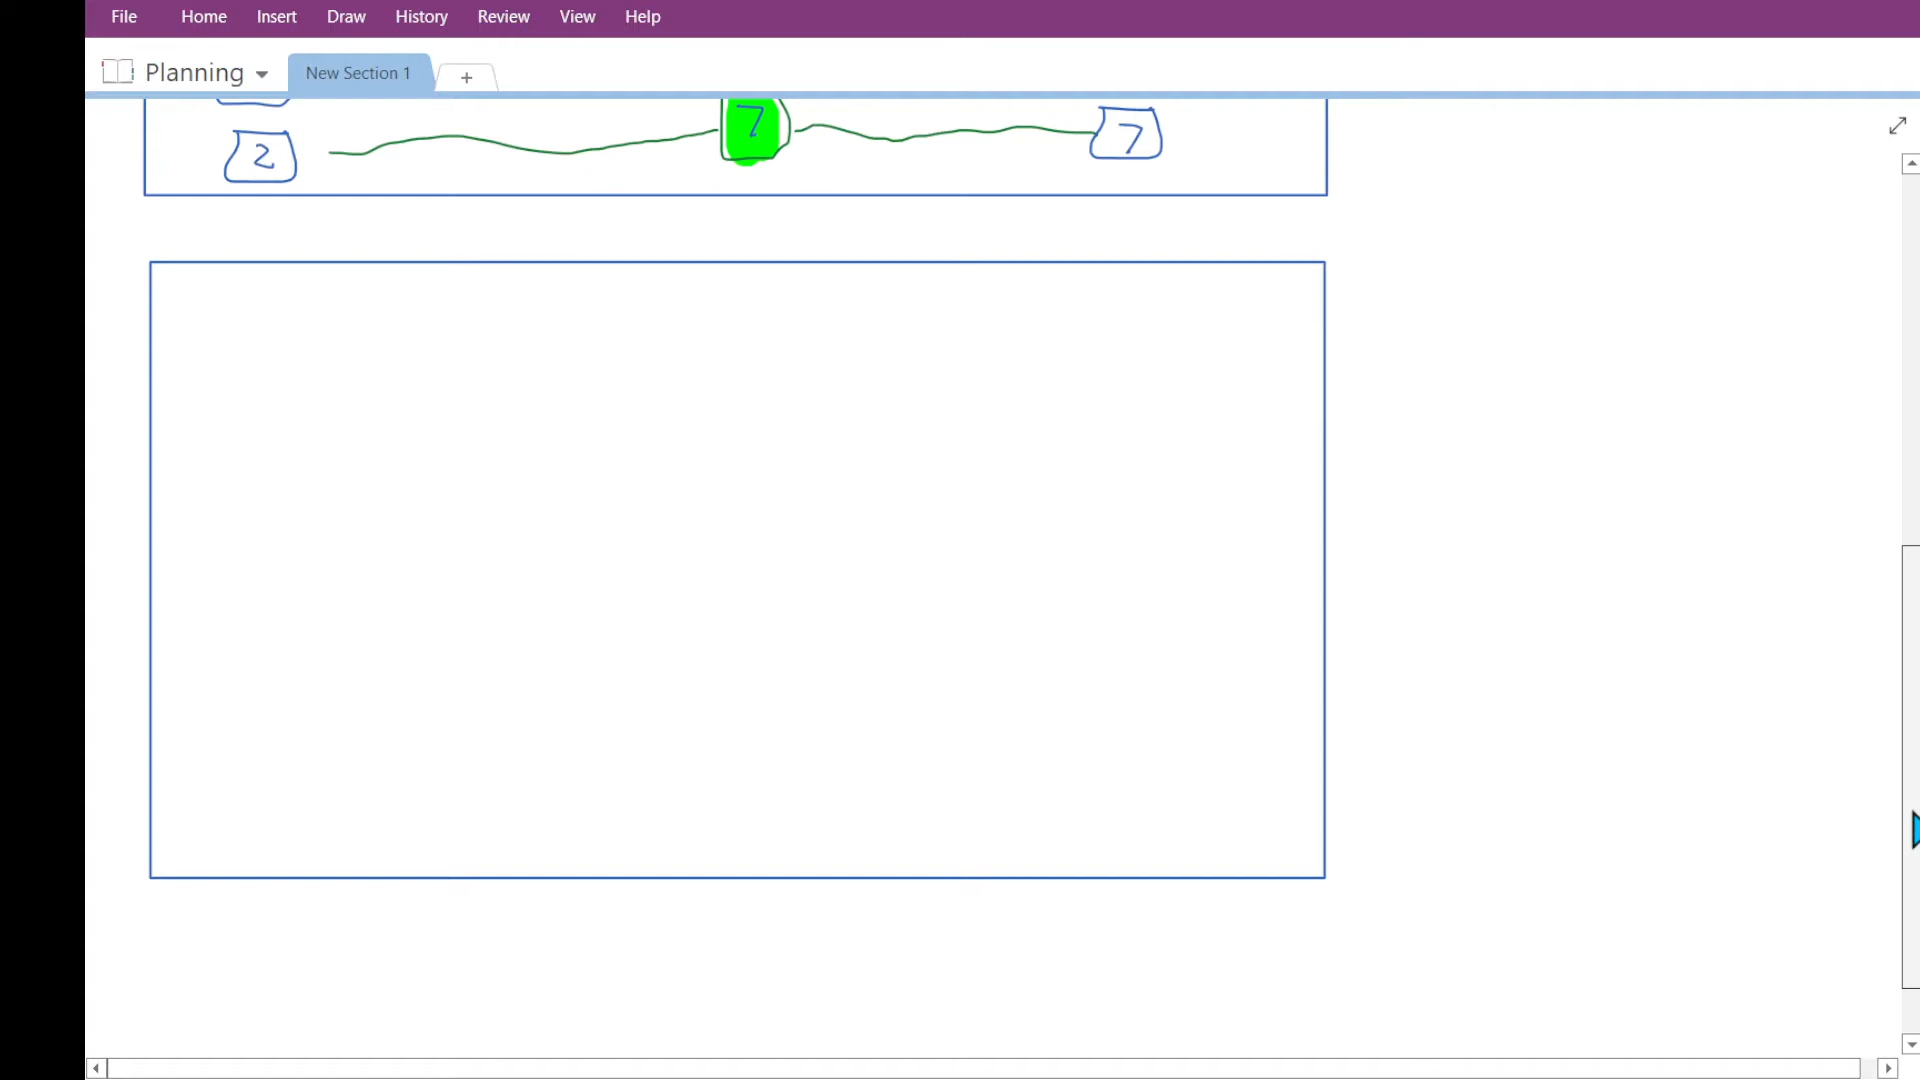 File Home Insert Draw History Review View Help
Planning New Section 1 +
2 7 7